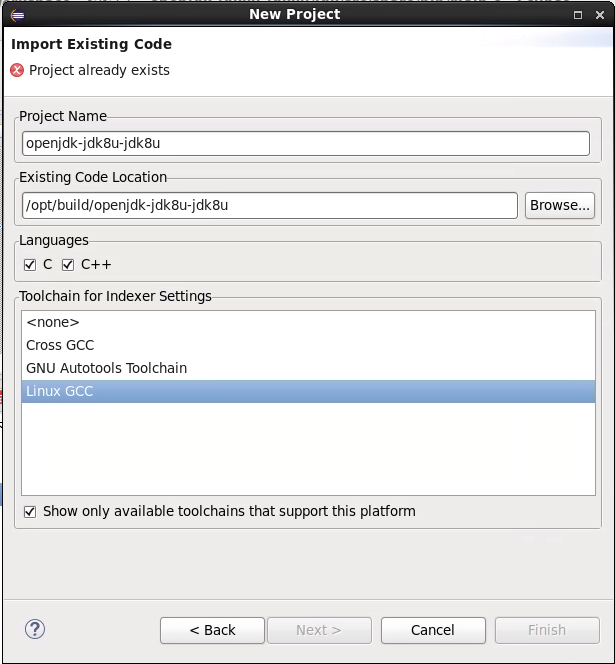 New Project
Import Existing Code
Project already exists
Project Name
openjdk-jdk8u-jdk8u
Existing Code Location
/opt/build/openjdk-jdk8u-jdk8u
Browse...
Languages
C
C++
Toolchain for Indexer Settings
<none>
Cross GCC
GNU Autotools Toolchain
Linux GCC
Show only available toolchains that support this platform
?
< Back
Next >
Cancel
Finish